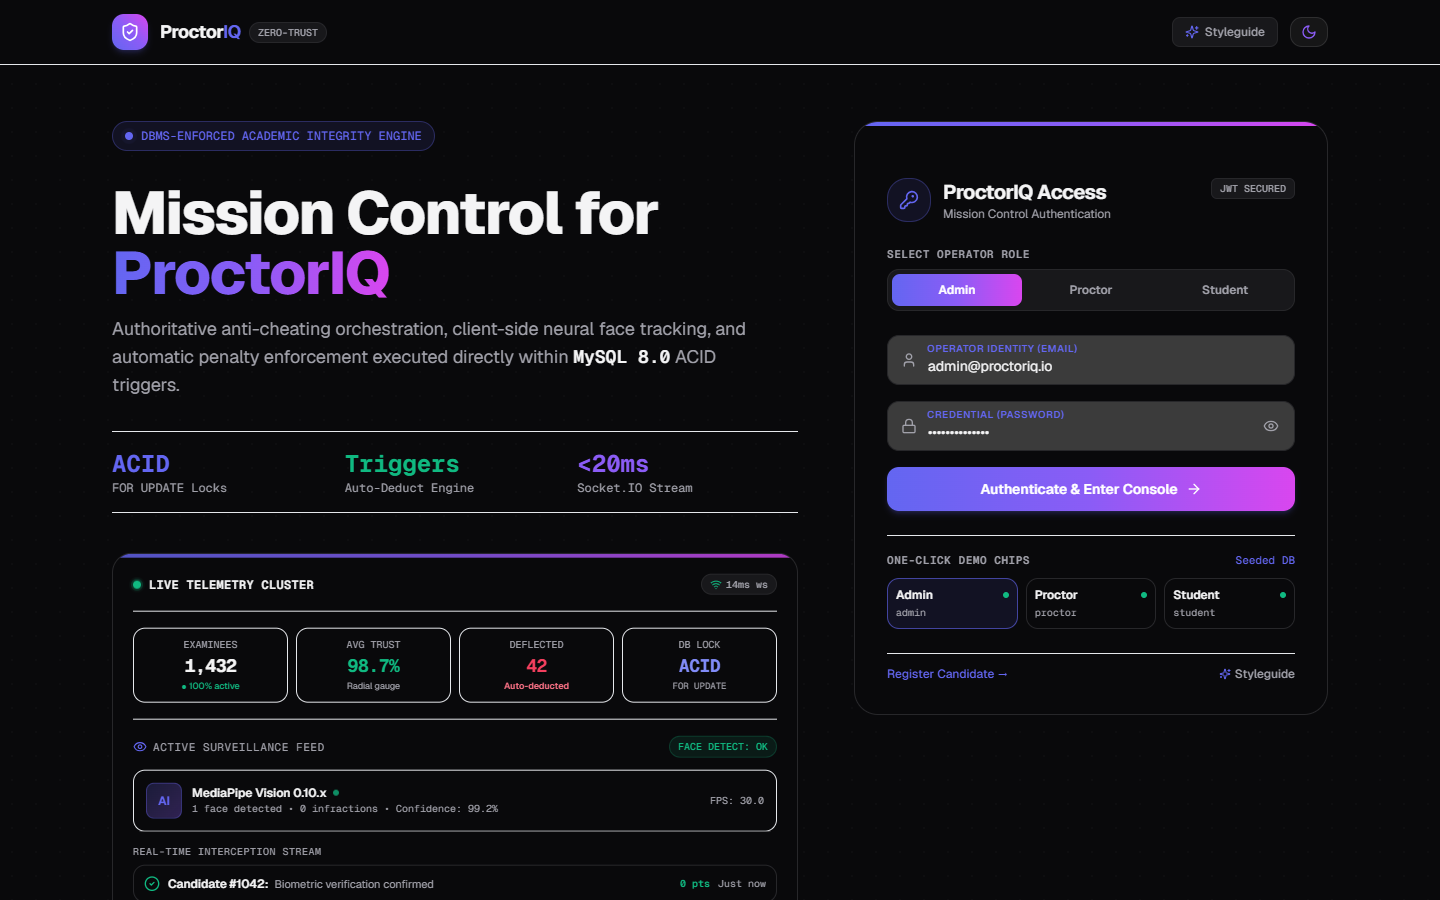 ProctorIQ ZERO-TRUST
Styleguide
DBMS-ENFORCED ACADEMIC INTEGRITY ENGINE
Mission Control for
ProctorIQ
Authoritative anti-cheating orchestration, client-side neural face tracking, and
automatic penalty enforcement executed directly within MySQL 8.0 ACID
triggers.
ACID
FOR UPDATE Locks
Triggers
Auto-Deduct Engine
<20ms
Socket.IO Stream
LIVE TELEMETRY CLUSTER
14ms ws
EXAMINEES
1,432
● 100% active
AVG TRUST
98.7%
Radial gauge
DEFLECTED
42
Auto-deducted
DB LOCK
ACID
FOR UPDATE
ACTIVE SURVEILLANCE FEED
FACE DETECT: OK
AI
MediaPipe Vision 0.10.x
1 face detected • 0 infractions • Confidence: 99.2%
FPS: 30.0
REAL-TIME INTERCEPTION STREAM
Candidate #1042: Biometric verification confirmed
0 pts Just now
ProctorIQ Access
Mission Control Authentication
JWT SECURED
SELECT OPERATOR ROLE
Admin
Proctor
Student
OPERATOR IDENTITY (EMAIL)
admin@proctoriq.io
CREDENTIAL (PASSWORD)
••••••••••••••
Authenticate & Enter Console →
ONE-CLICK DEMO CHIPS
Seeded DB
Admin
admin
Proctor
proctor
Student
student
Register Candidate →
Styleguide